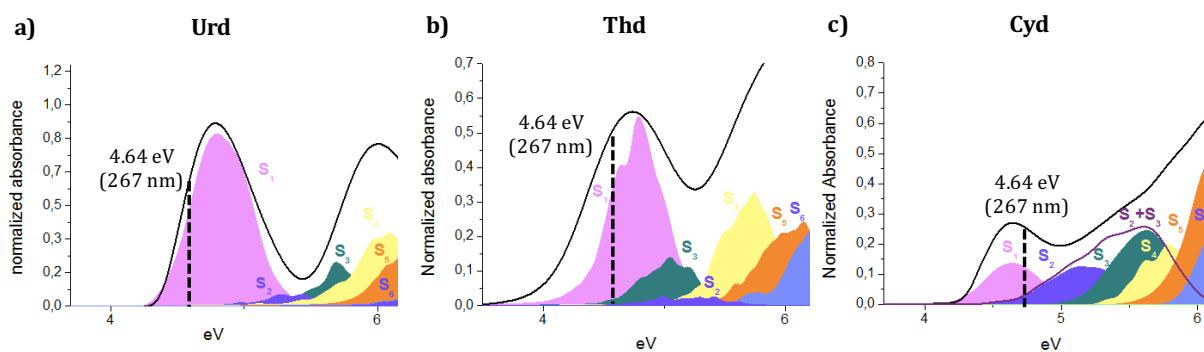 a)
Urd
normalized absorbance
1,2
1,0
0,8
0,7
0,5
0,3
0,2
0,0
4.64 eV
(267 nm)
S₁
S₂
S₃
S₄
S₅
S₆
4
5
6
eV
b)
Thd
Normalized absorbance
0,7
0,6
0,5
0,4
0,3
0,2
0,1
0,0
4.64 eV
(267 nm)
S₁
S₃
S₂
S₄
S₅
S₆
4
5
6
eV
c)
Cyd
Normalized Absorbance
0,8
0,7
0,6
0,5
0,4
0,3
0,2
0,1
0,0
4.64 eV
(267 nm)
S₁
S₂
S₂+S₃
S₃
S₄
S₅
S
4
5
6
eV